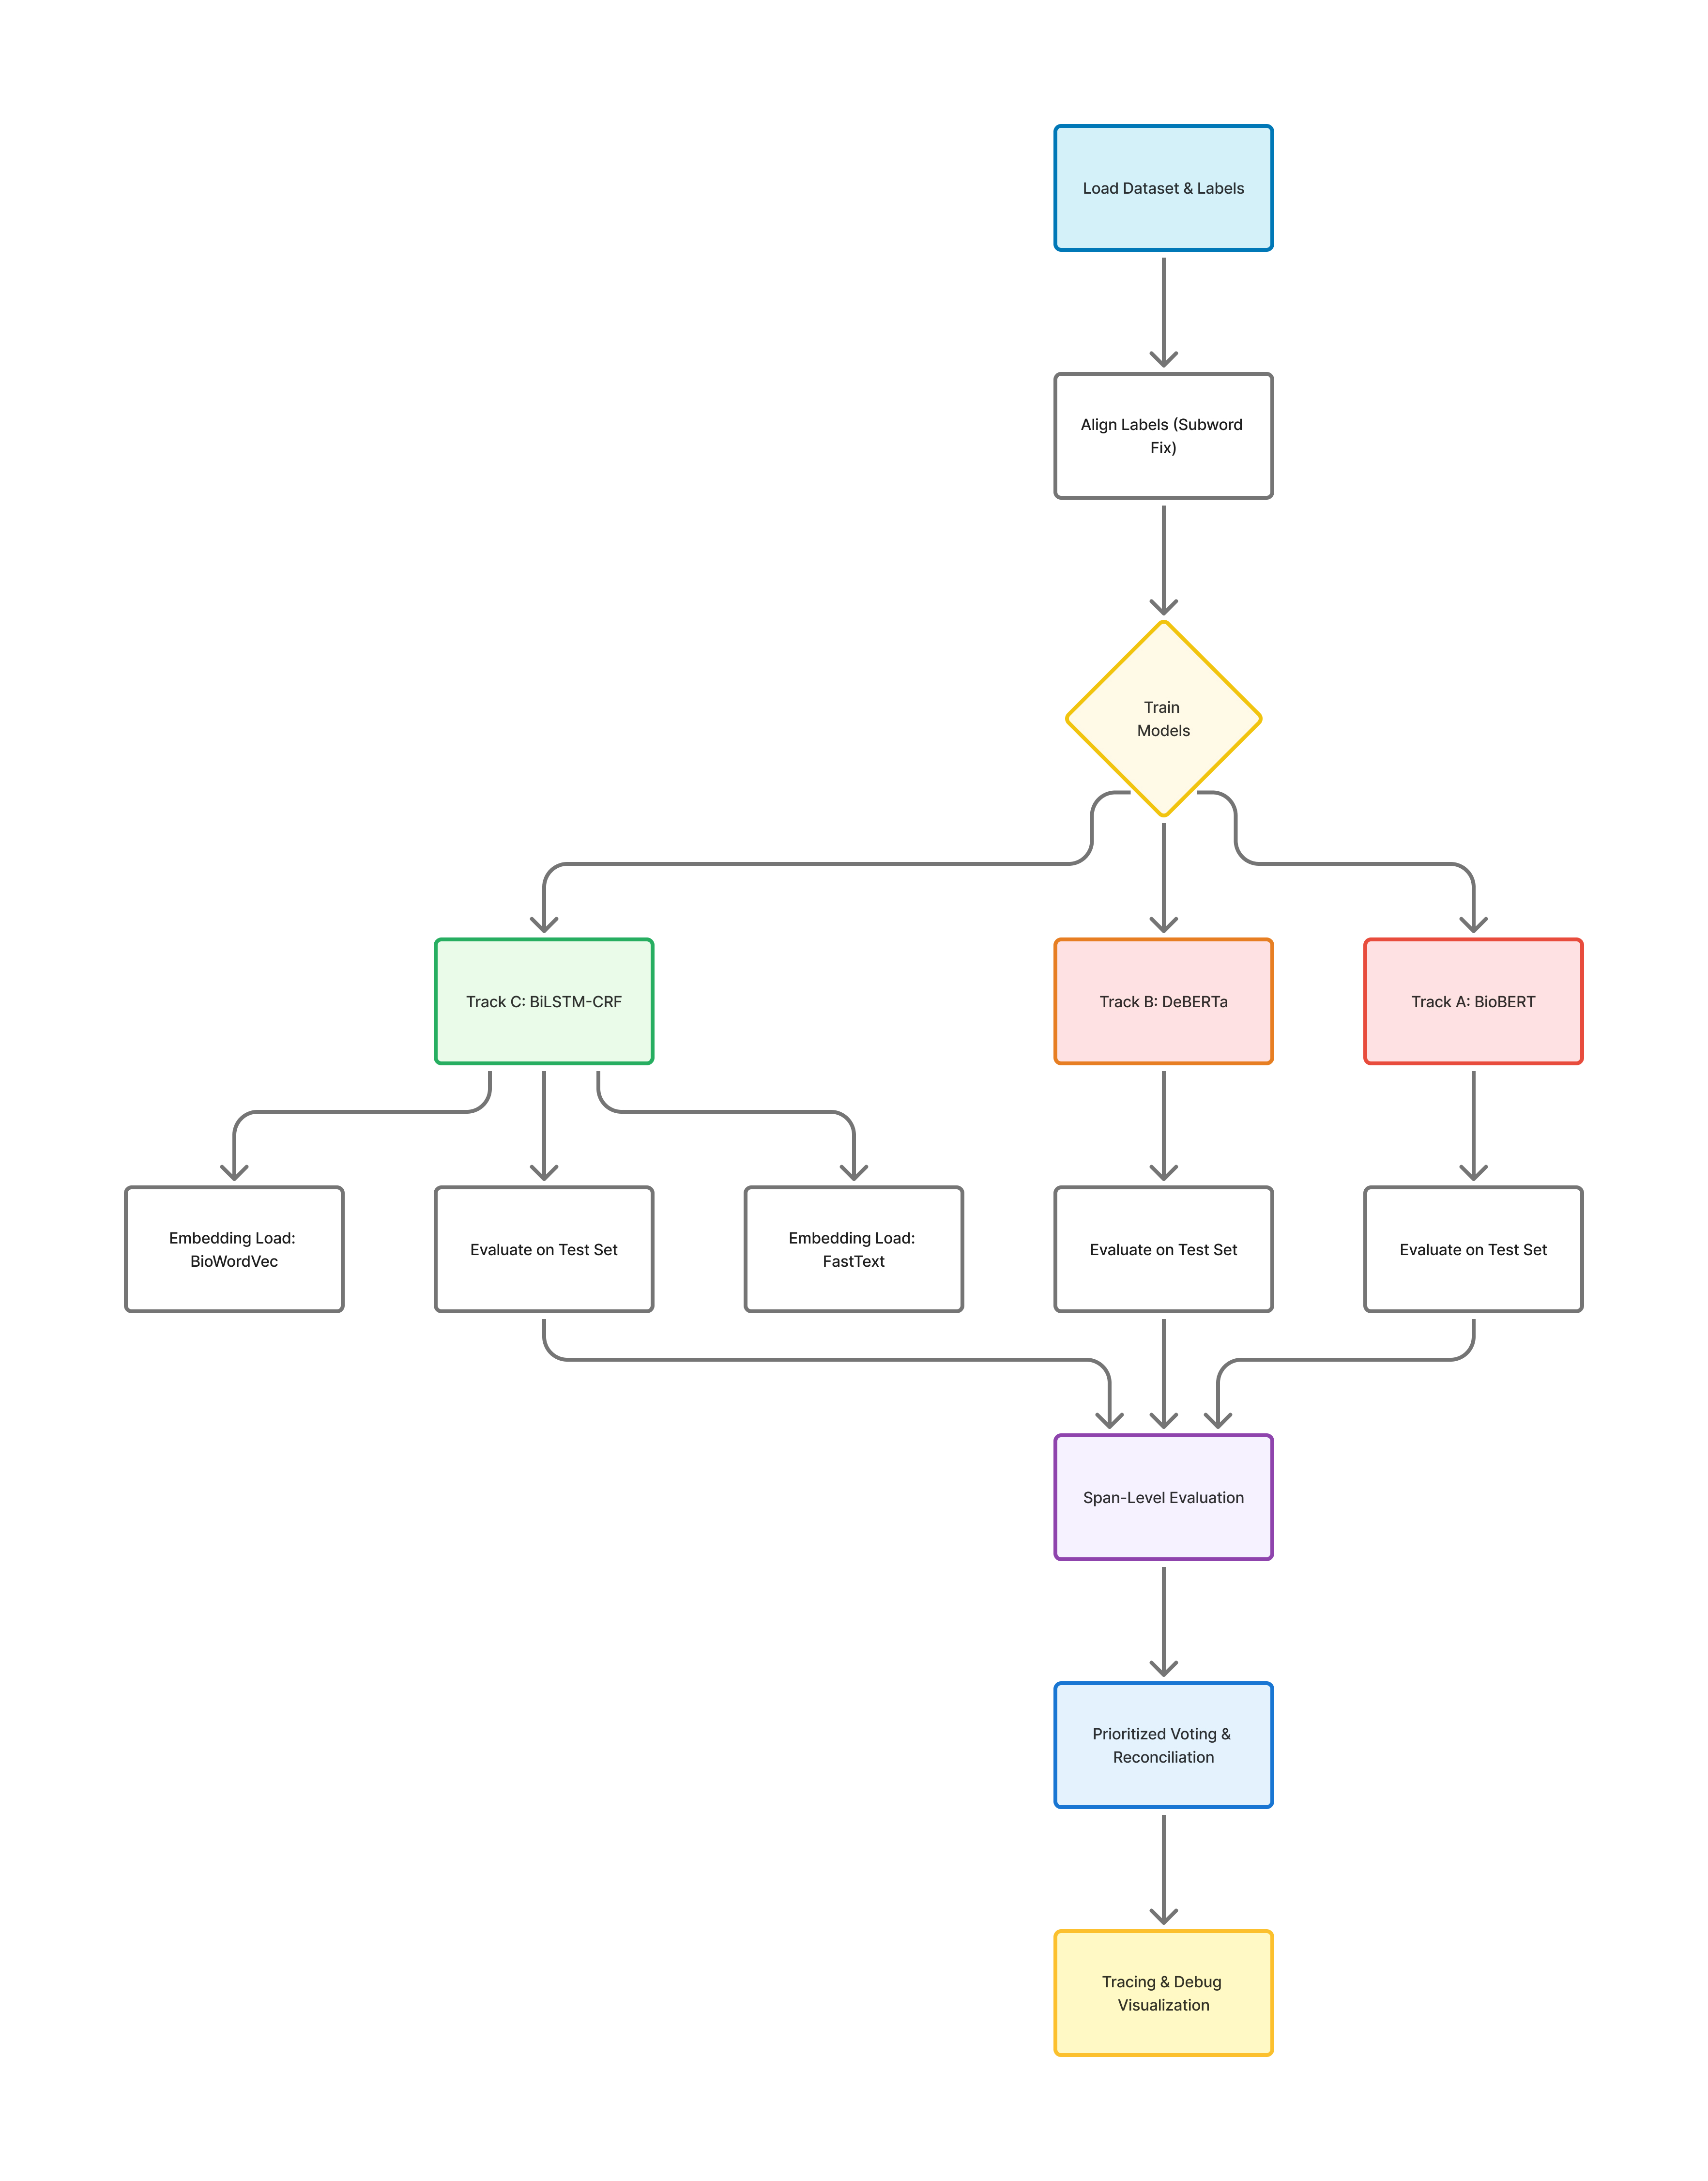 Load Dataset & Labels
Align Labels (Subword
Fix)
Train
Models
Track C: BiLSTM-CRF
Track B: DeBERTa
Track A: BioBERT
Embedding Load:
BioWordVec
Evaluate on Test Set
Embedding Load:
FastText
Evaluate on Test Set
Evaluate on Test Set
Span-Level Evaluation
Prioritized Voting &
Reconciliation
Tracing & Debug
Visualization